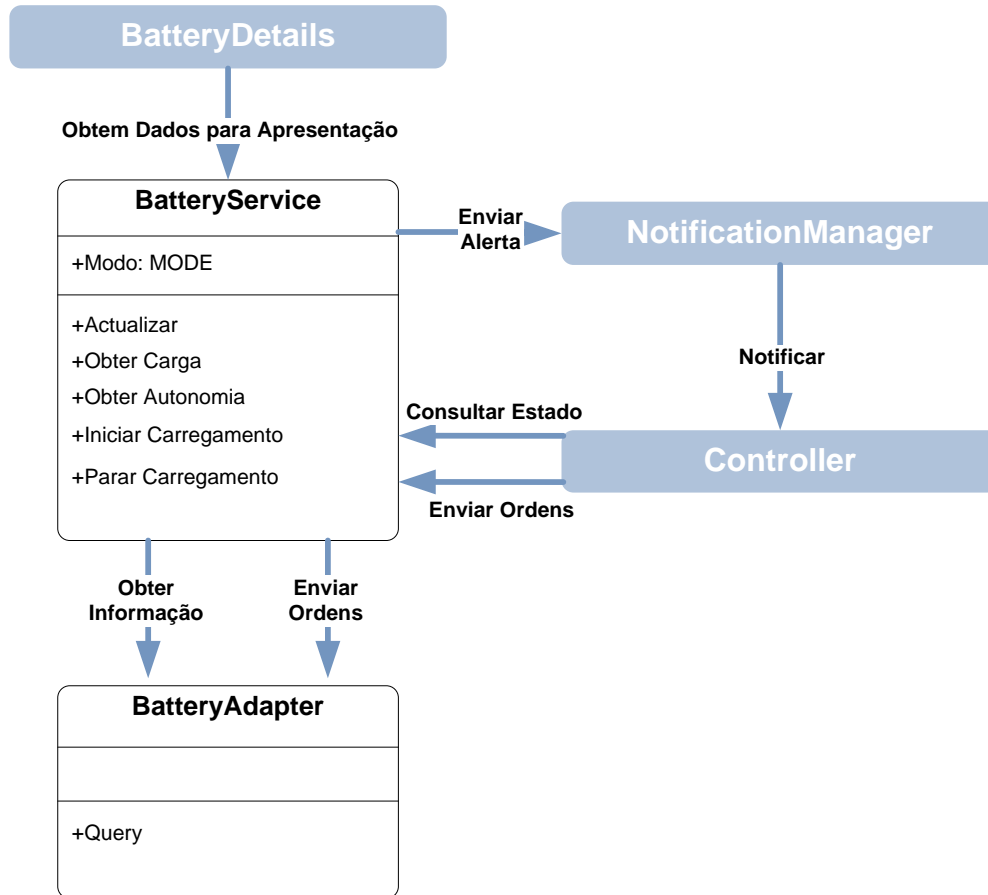 BatteryDetails
Obtem Dados para Apresentação
BatteryService
+Modo: MODE
+Actualizar
+Obter Carga
+Obter Autonomia
+Iniciar Carregamento
+Parar Carregamento
Enviar
Alerta
NotificationManager
Notificar
Consultar Estado
Controller
Enviar Ordens
Obter
Informação
Enviar
Ordens
BatteryAdapter
+Query